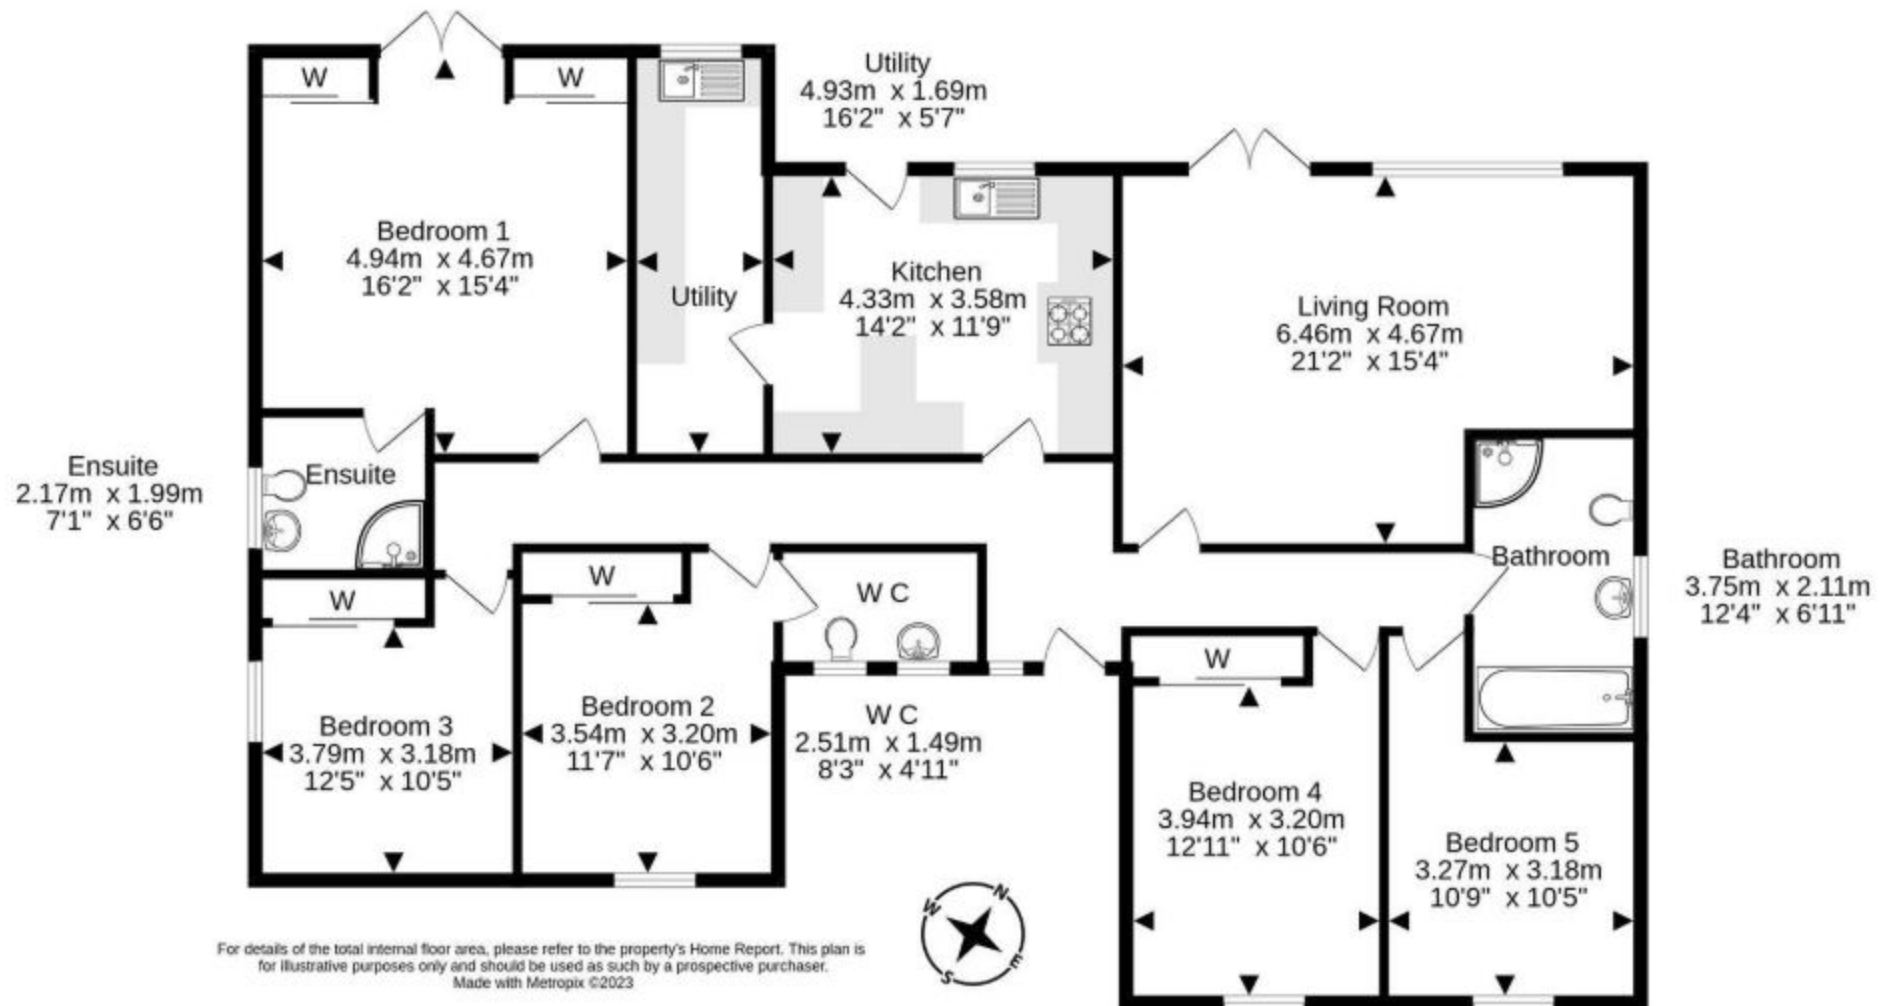 W
W
Utility
4.93m x 1.69m
16'2" x 5'7"
Bedroom 1
4.94m x 4.67m
16'2" x 15'4"
Utility
Kitchen
4.33m x 3.58m
14'2" x 11'9"
Living Room
6.46m x 4.67m
21'2" x 15'4"
Ensuite
2.17m x 1.99m
7'1" x 6'6"
Ensuite
Bathroom
Bathroom
3.75m x 2.11m
12'4" x 6'11"
W
W
W C
W
Bedroom 3
3.79m x 3.18m
12'5" x 10'5"
Bedroom 2
3.54m x 3.20m
11'7" x 10'6"
W C
2.51m x 1.49m
8'3" x 4'11"
Bedroom 4
3.94m x 3.20m
12'11" x 10'6"
Bedroom 5
3.27m x 3.18m
10'9" x 10'5"
N
W
E
S
For details of the total internal floor area, please refer to the property's Home Report. This plan is
for illustrative purposes only and should be used as such by a prospective purchaser.
Made with Metropix ©2023